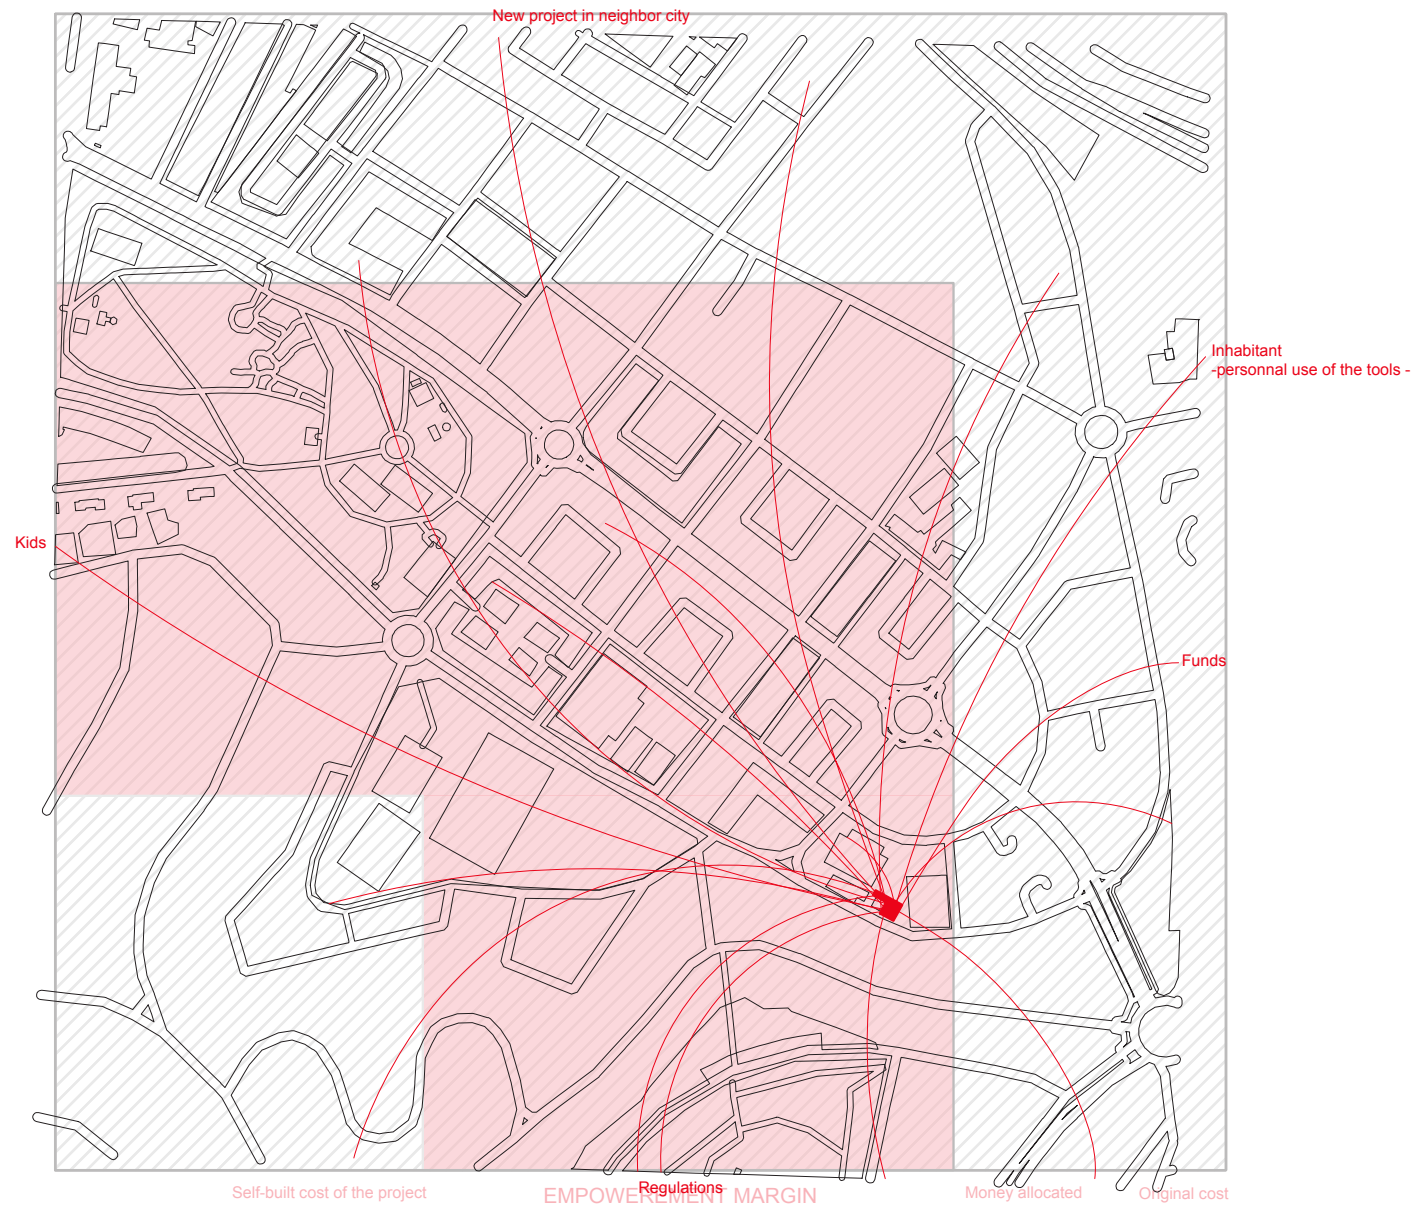 New project in neighbor city
Inhabitant
-personnal use of the tools -
Kids
Funds
Regulations
Self-built cost of the project
EMPOWEREMENT MARGIN
Money allocated
Original cost